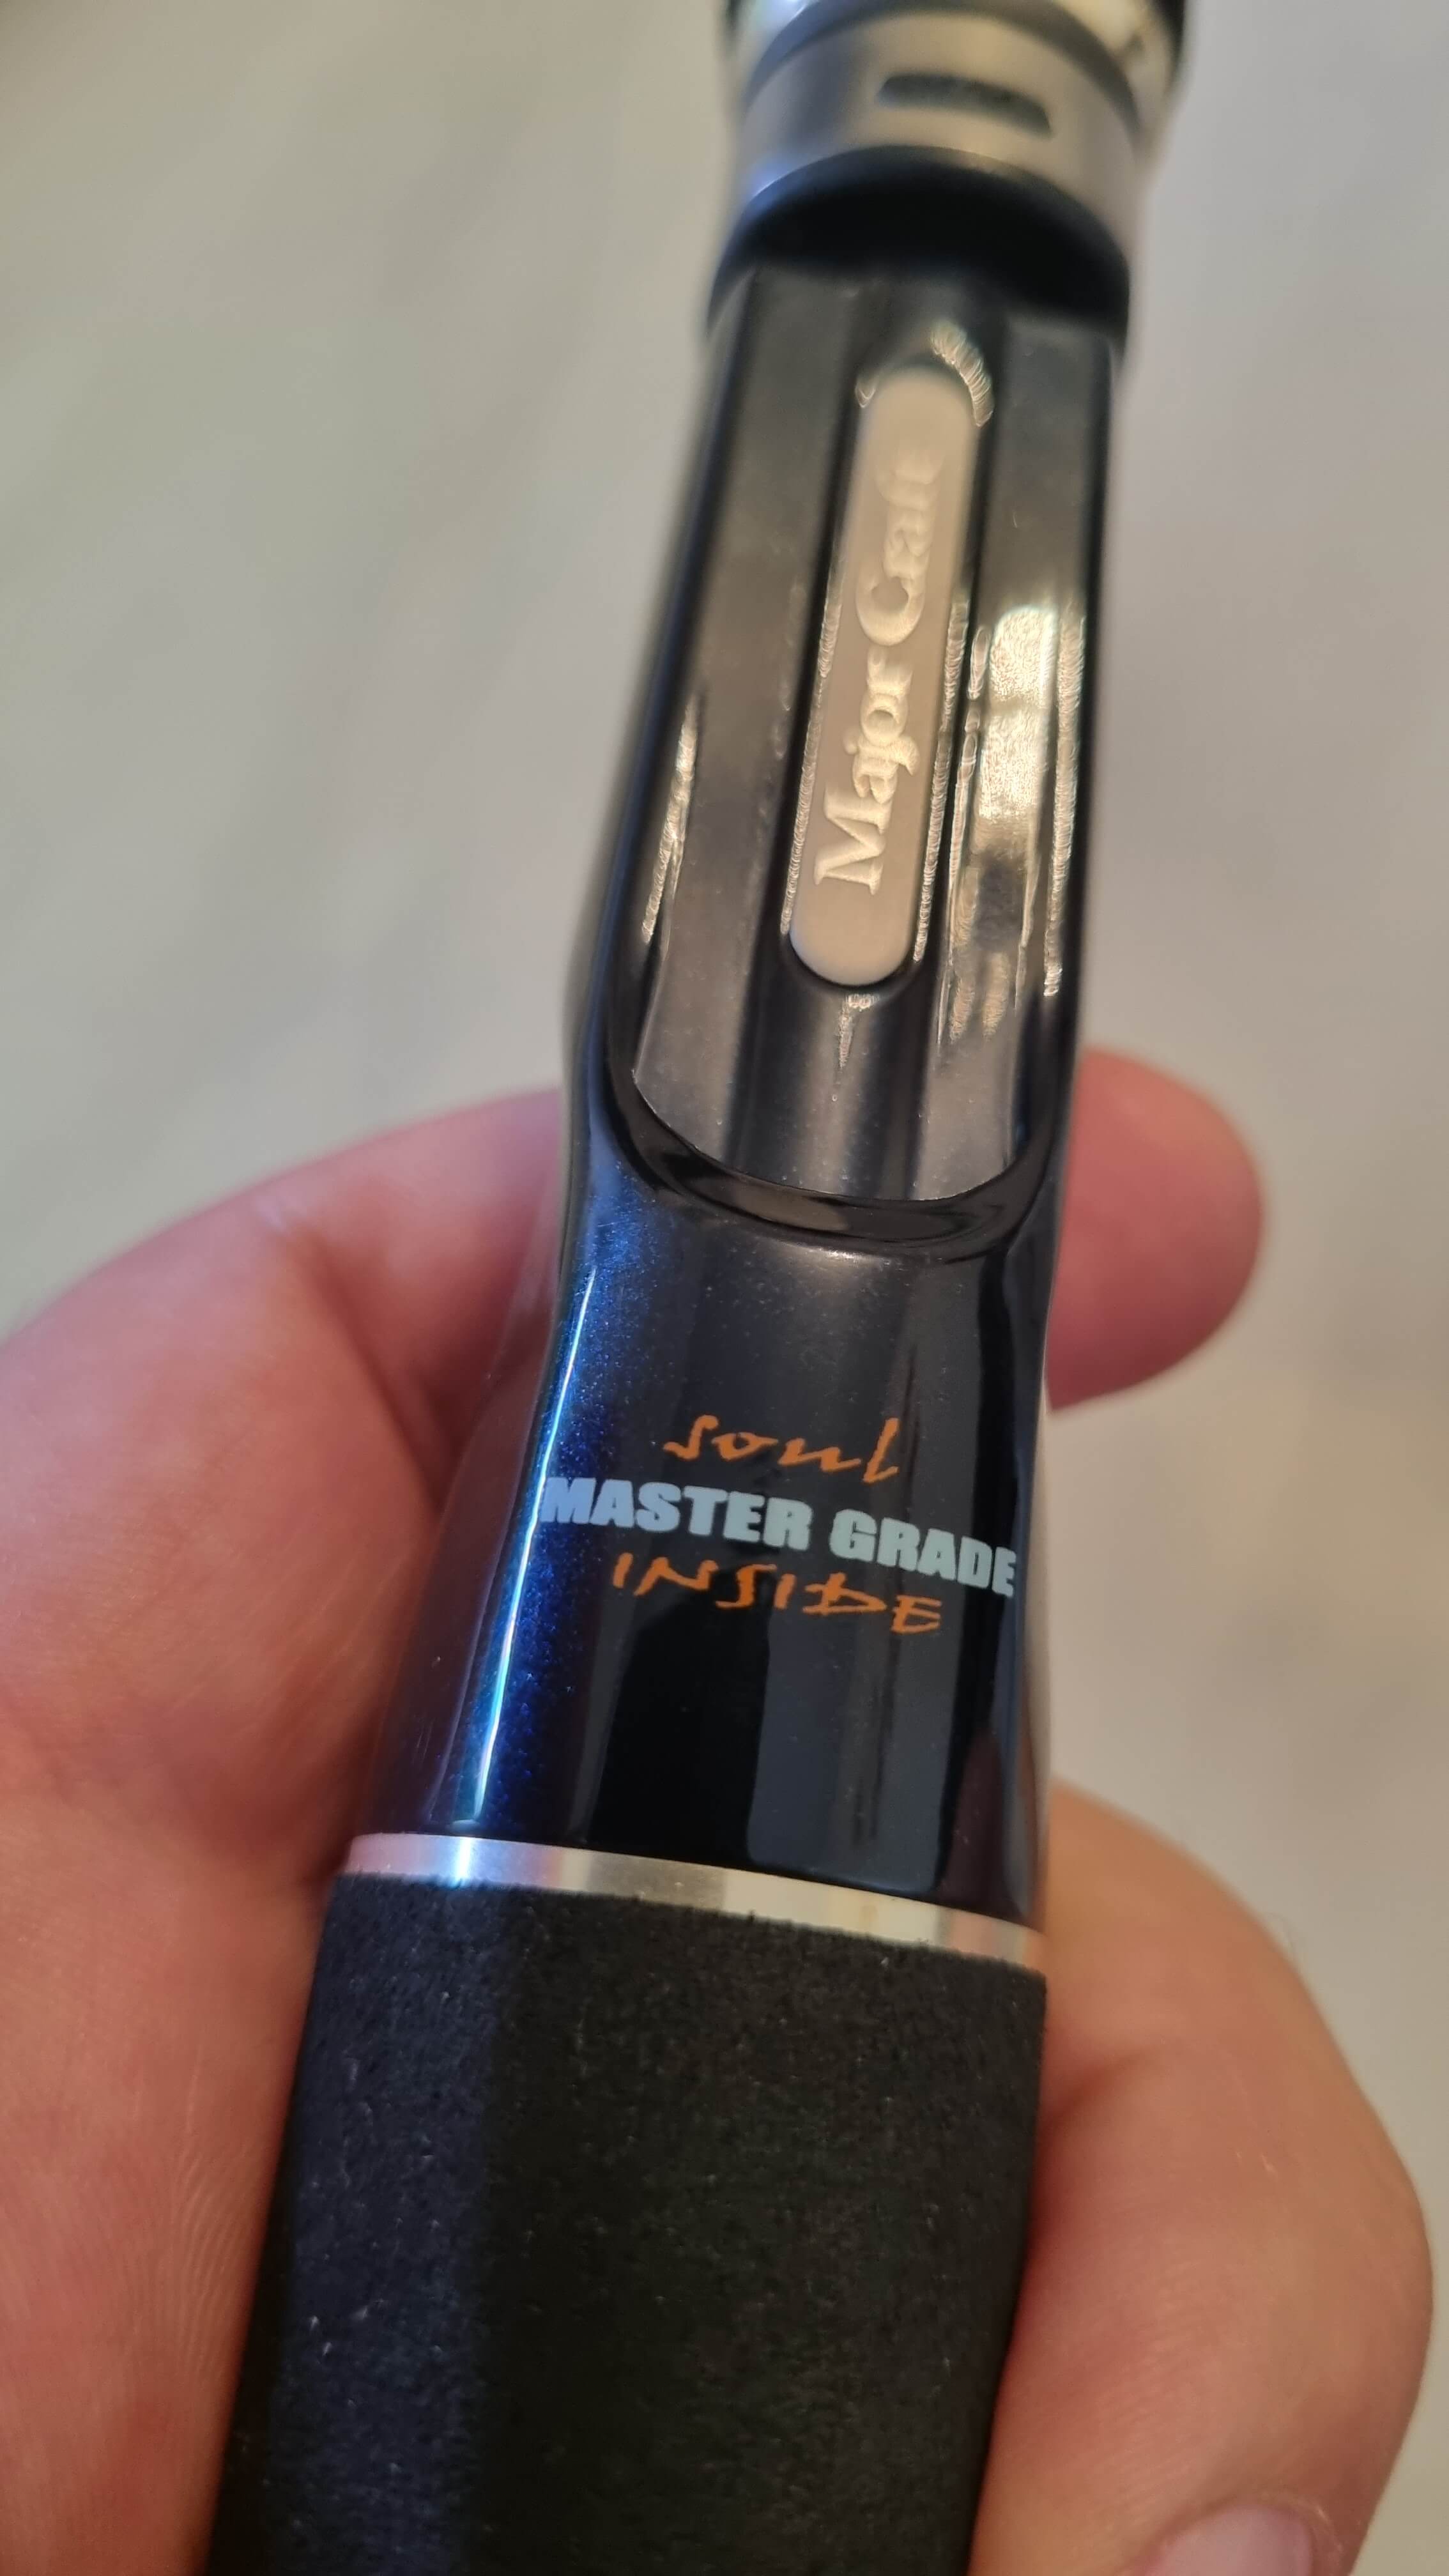 Major Craft
soul
MASTER GRADE
INSIDE